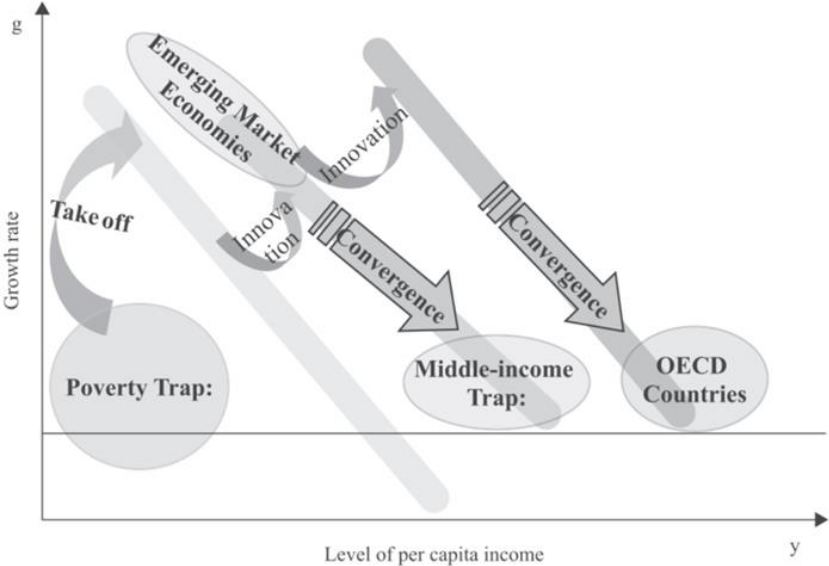 g
Emerging Market
Economies
Innovation
Take off
Innova
tion
Convergence
Convergence
Growth rate
Poverty Trap:
Middle-income
Trap:
OECD
Countries
y
Level of per capita income